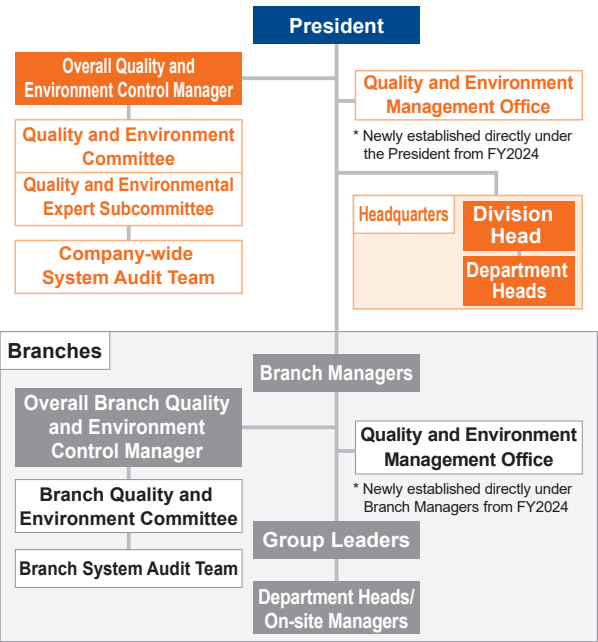 President
Overall Quality and
Environment Control Manager
Quality and Environment
Management Office
* Newly established directly under
the President from FY2024
Quality and Environment
Committee
Quality and Environmental
Expert Subcommittee
Company-wide
System Audit Team
Headquarters
Division
Head
Department
Heads
Branches
Branch Managers
Overall Branch Quality
and Environment
Control Manager
Quality and Environment
Management Office
* Newly established directly under
Branch Managers from FY2024
Branch Quality and
Environment Committee
Branch System Audit Team
Group Leaders
Department Heads/
On-site Managers